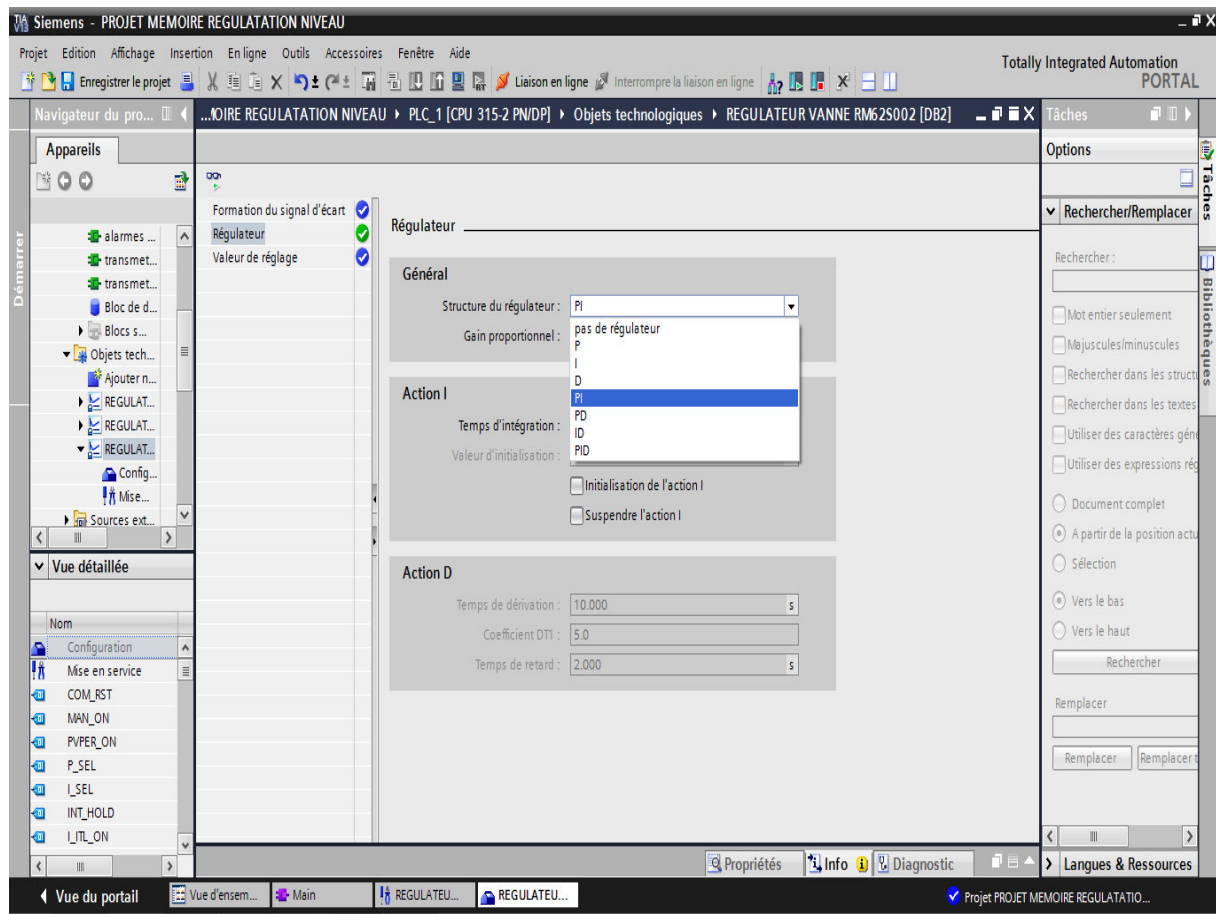 Siemens - PROJET MEMOIRE REGULATATION NIVEAU
Projet Edition Affichage Insertion En ligne Outils Accessoires Fenêtre Aide
Totally Integrated Automation
PORTAL
Enregistrer le projet
Liaison en ligne
Interrompre la liaison en ligne
Navigateur du pro...
...MOIRE REGULATATION NIVEAU PLC_1 [CPU 315-2 PN/DP] Objets technologiques REGULATEUR VANNE RM62S002 [DB2]
Tâches
Appareils
Options
Démarrer
alarmes ...
transmet...
transmet...
Bloc de d...
Blocs s...
Objets tech...
Ajouter n...
REGULAT...
REGULAT...
REGULAT...
Config...
Mise...
Sources ext...
Vue détaillée
Nom
Configuration
Mise en service
COM_RST
MAN_ON
PVPER_ON
P_SEL
I_SEL
INT_HOLD
I_ITL_ON
Formation du signal d'écart
Régulateur
Valeur de réglage
Régulateur
Général
Structure du régulateur : PI
Gain proportionnel :
pas de régulateur
P
I
D
PI
PD
ID
PID
Action I
Temps d'intégration :
Valeur d'initialisation :
Initialisation de l'action I
Suspendre l'action I
Action D
Temps de dérivation : 10.000 s
Coefficient DT1 : 5.0
Temps de retard : 2.000 s
Rechercher/Remplacer
Rechercher :
Mot entier seulement
Majuscules/minuscules
Rechercher dans les structu
Rechercher dans les textes
Utiliser des caractères géné
Utiliser des expressions rég
Document complet
A partir de la position actu
Sélection
Vers le bas
Vers le haut
Rechercher
Remplacer
Remplacer
Remplacer t
Langues & Ressources
Tâches
Bibliothèques
Propriétés
Info
Diagnostic
Vue du portail
Vue d'ensem...
Main
REGULATEU...
REGULATEU...
Projet PROJET MEMOIRE REGULATATIO...